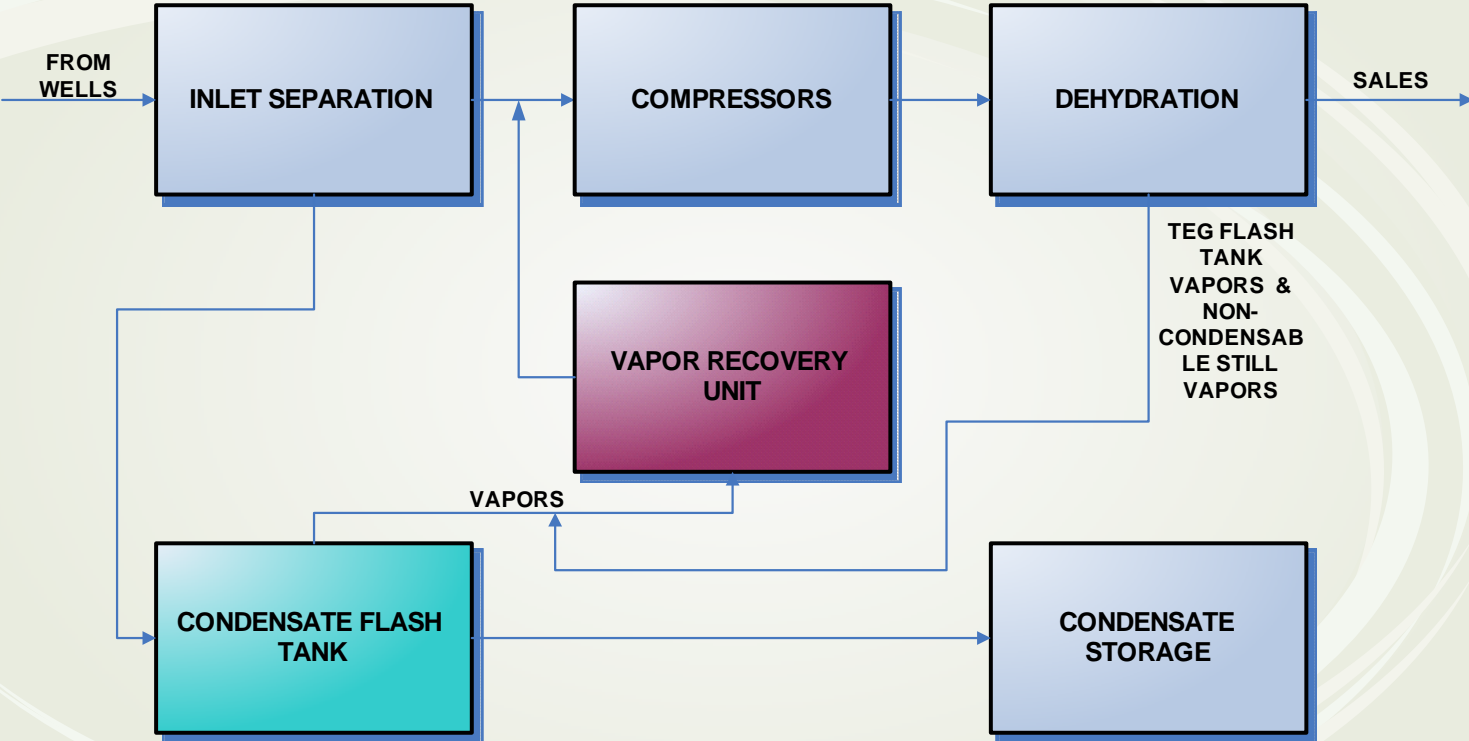 FROM
WELLS
INLET SEPARATION
COMPRESSORS
DEHYDRATION
SALES
TEG FLASH
TANK
VAPORS &
NON-
CONDENSAB
LE STILL
VAPORS
VAPOR RECOVERY
UNIT
VAPORS
CONDENSATE FLASH
TANK
CONDENSATE
STORAGE